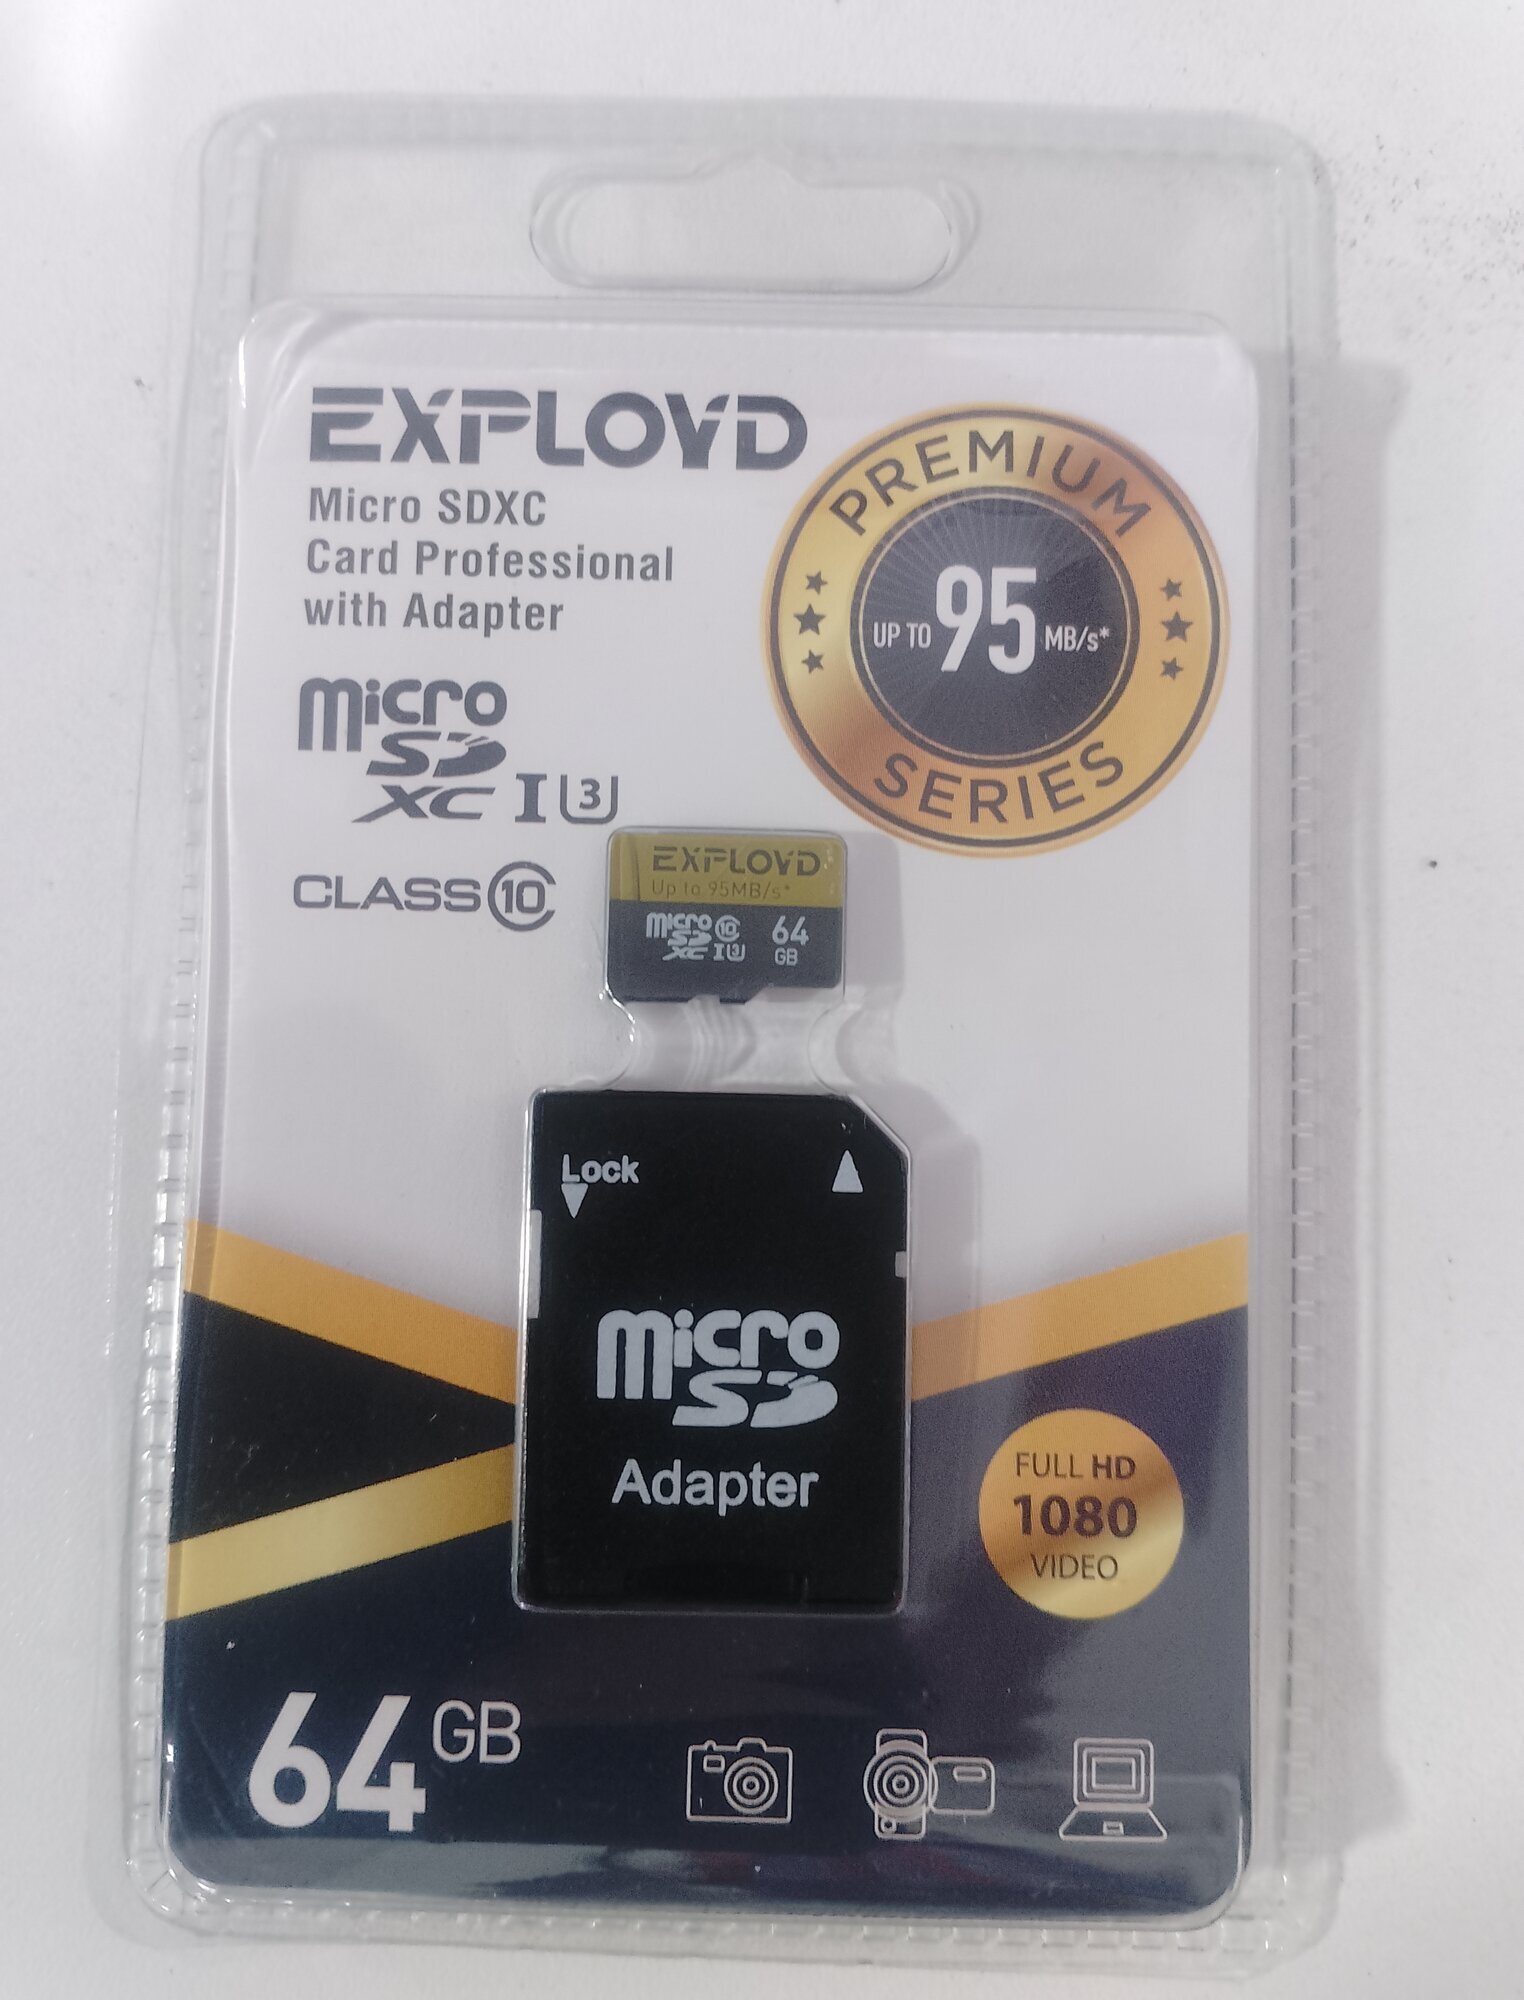 EXPLOYD
Micro SDXC
Card Professional
with Adapter
micro
SD
XC I U3
CLASS 10
PREMIUM
UP TO 95 MB/s*
SERIES
EXPLOYD
Up to 95MB/s*
micro
SD
XC 10 I U3
64
GB
Lock
micro
SD
Adapter
FULL HD
1080
VIDEO
64 GB